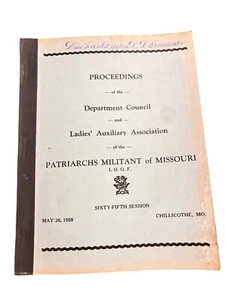 PROCEEDINGS
of the
Department Council
and
Ladies' Auxiliary Association
of the
PATRIARCHS MILITANT of MISSOURI
I. O. O. F.
SIXTY-FIFTH SESSION
MAY 26, 1958 CHILLICOTHE, MO.